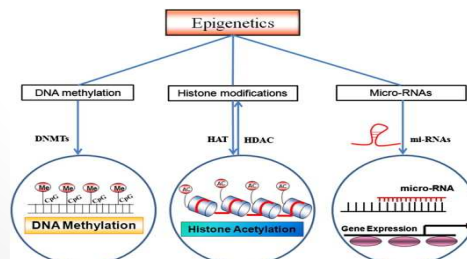 Epigenetics
DNA methylation
Histone modifications
Micro-RNAs
DNMTs
HAT
HDAC
mi-RNAs
Me Me Me Me
CpG CpG CpG CpG
DNA Methylation
AC AC AC AC
Histone Acetylation
micro-RNA
Gene Expression